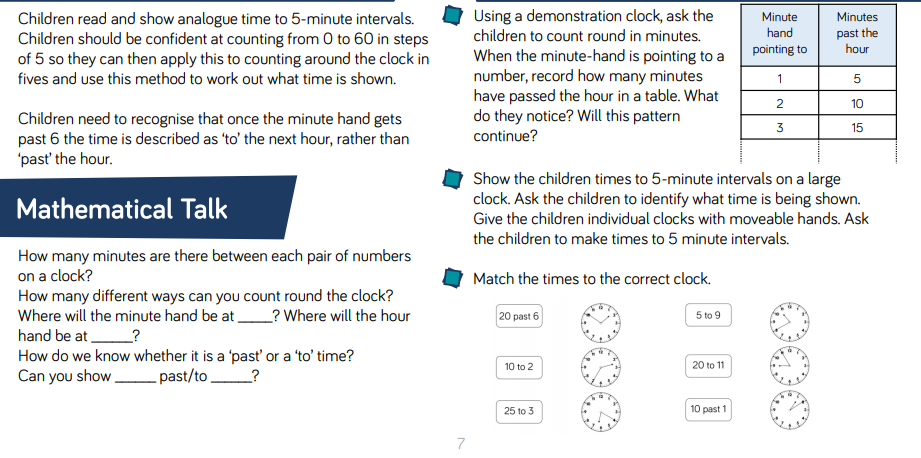 Children read and show analogue time to 5-minute intervals.
Children should be confident at counting from 0 to 60 in steps
of 5 so they can then apply this to counting around the clock in
fives and use this method to work out what time is shown.
Children need to recognise that once the minute hand gets
past 6 the time is described as ‘to’ the next hour, rather than
‘past’ the hour.
Mathematical Talk
How many minutes are there between each pair of numbers
on a clock?
How many different ways can you count round the clock?
Where will the minute hand be at _____? Where will the hour
hand be at ______?
How do we know whether it is a ‘past’ or a ‘to’ time?
Can you show ______ past/to ______?
Using a demonstration clock, ask the
children to count round in minutes.
When the minute-hand is pointing to a
number, record how many minutes
have passed the hour in a table. What
do they notice? Will this pattern
continue?
Minute hand pointing to Minutes past the hour
1 5
2 10
3 15
Show the children times to 5-minute intervals on a large
clock. Ask the children to identify what time is being shown.
Give the children individual clocks with moveable hands. Ask
the children to make times to 5 minute intervals.
Match the times to the correct clock.
20 past 6 5 to 9
10 to 2 20 to 11
25 to 3 10 past 1
7